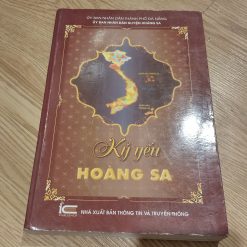 ỦY BAN NHÂN DÂN THÀNH PHỐ ĐÀ NẴNG
ỦY BAN NHÂN DÂN HUYỆN HOÀNG SA
Kỷ yếu
HOÀNG SA
NHÀ XUẤT BẢN THÔNG TIN VÀ TRUYỀN THÔNG